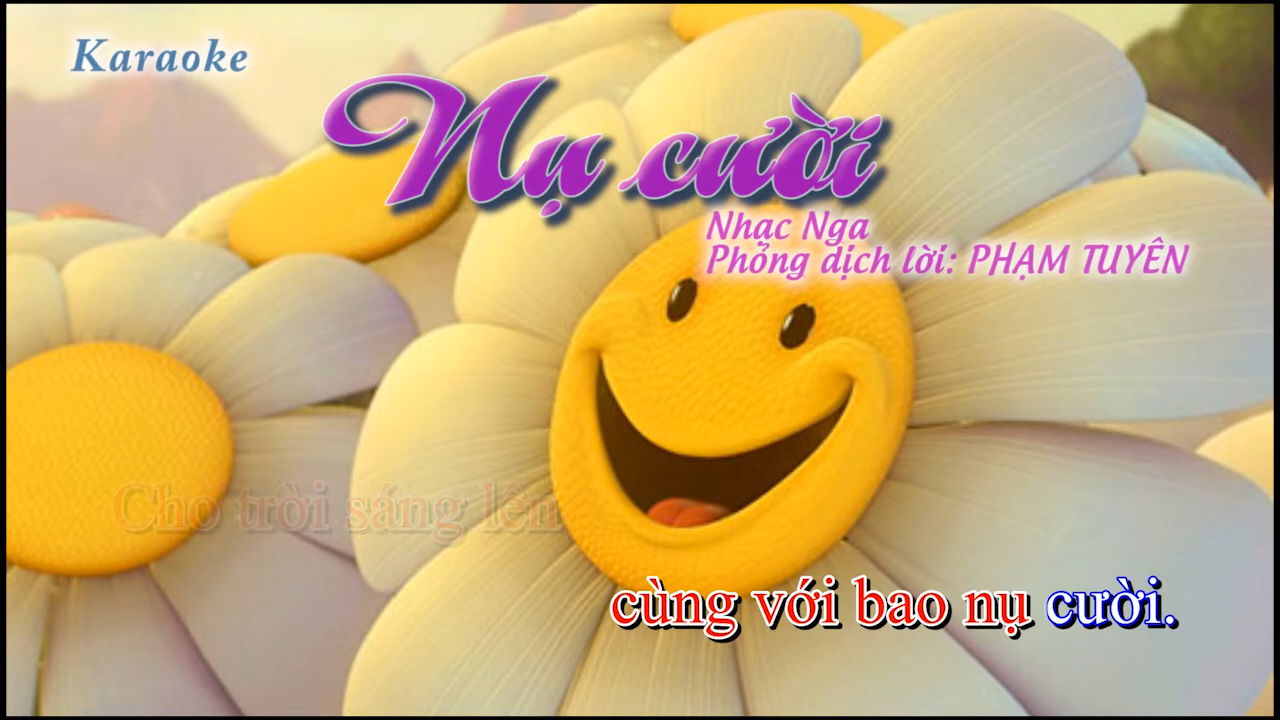 Karaoke
Nụ cười
Nhạc Nga
Phỏng dịch lời: PHẠM TUYÊN
Cho trời sáng lên
cùng với bao nụ cười.